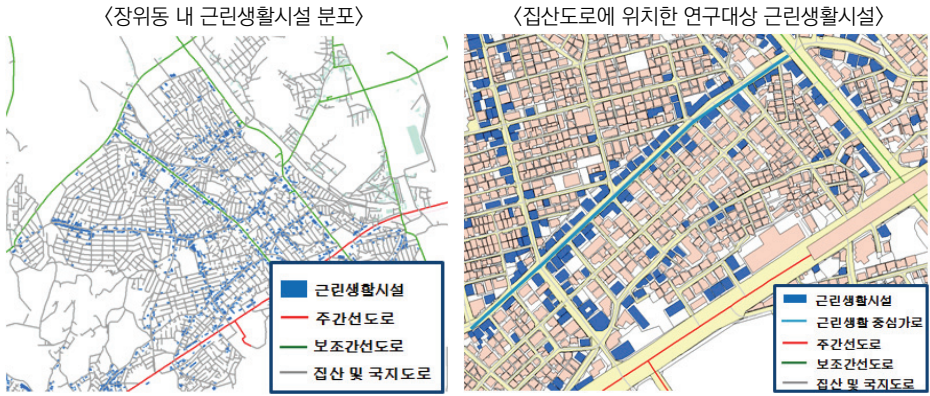 〈장위동 내 근린생활시설 분포〉
〈집산도로에 위치한 연구대상 근린생활시설〉
근린생활시설
주간선도로
보조간선도로
집산 및 국지도로
근린생활시설
근린생활 중심가로
주간선도로
보조간선도로
집산 및 국지도로